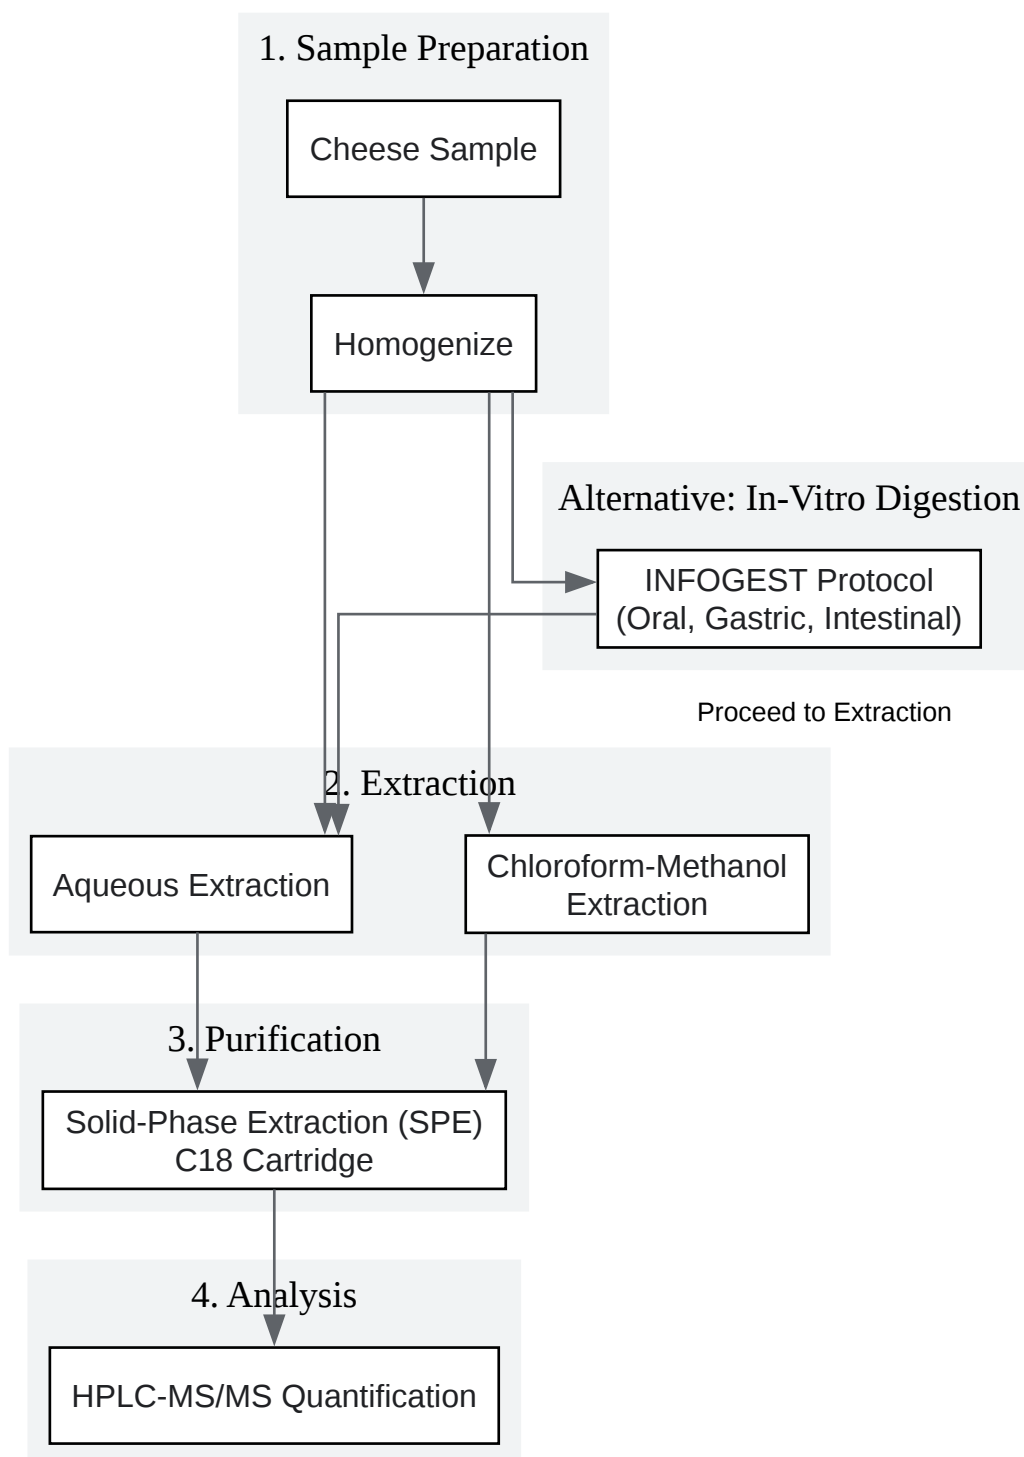 1. Sample Preparation
Cheese Sample
Homogenize
Alternative: In-Vitro Digestion
INFOGEST Protocol
(Oral, Gastric, Intestinal)
Proceed to Extraction
2. Extraction
Aqueous Extraction
Chloroform-Methanol
Extraction
3. Purification
Solid-Phase Extraction (SPE)
C18 Cartridge
4. Analysis
HPLC-MS/MS Quantification